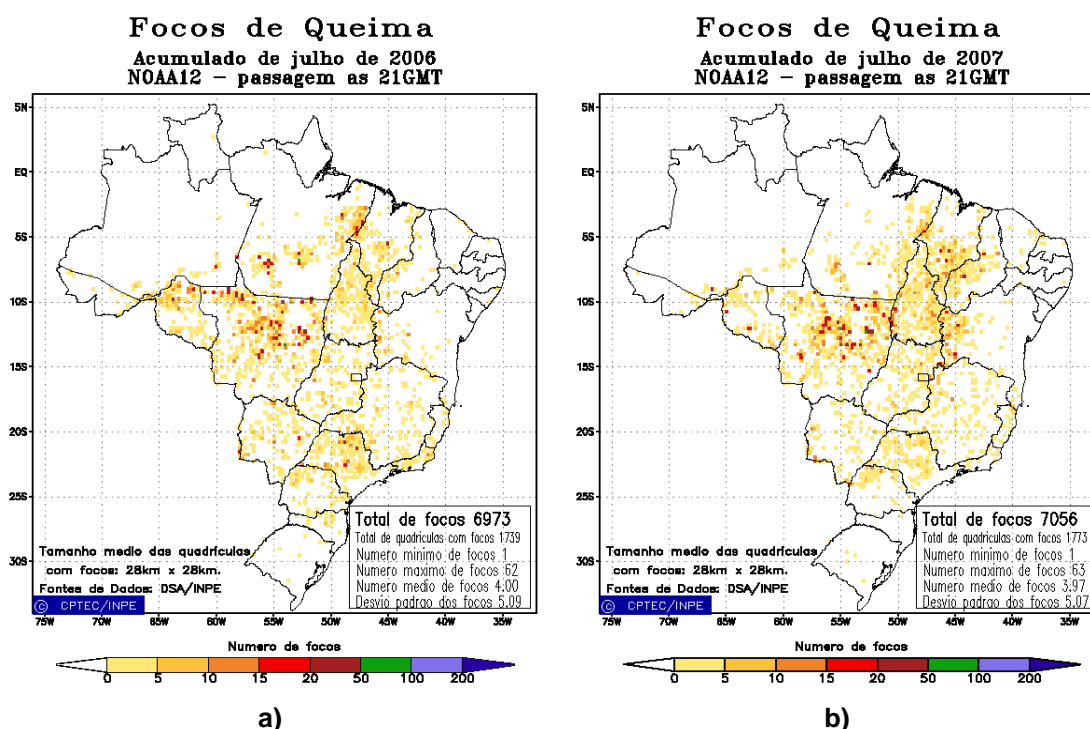 Focos de Queima
Acumulado de julho de 2006
NOAA12 – passagem as 21GMT
5N
EQ
5S
10S
15S
20S
25S
30S
Total de focos 6973
Total de quadriculas com focos 1739
Numero minimo de focos 1
Numero maximo de focos 62
Numero medio de focos 4.00
Desvio padrao dos focos 5.09
Tamanho medio das quadrículas
com focos: 28km x 28km.
Fontes de Dados: DSA/INPE
© CPTEC/INPE
75W 70W 65W 60W 55W 50W 45W 40W 35W
Numero de focos
0 5 10 15 20 50 100 200
a)
Focos de Queima
Acumulado de julho de 2007
NOAA12 – passagem as 21GMT
5N
EQ
5S
10S
15S
20S
25S
30S
Total de focos 7056
Total de quadriculas com focos 1773
Numero minimo de focos 1
Numero maximo de focos 63
Numero medio de focos 3.97
Desvio padrao dos focos 5.07
Tamanho medio das quadrículas
com focos: 28km x 28km.
Fontes de Dados: DSA/INPE
© CPTEC/INPE
75W 70W 65W 60W 55W 50W 45W 40W 35W
Numero de focos
0 5 10 15 20 50 100 200
b)